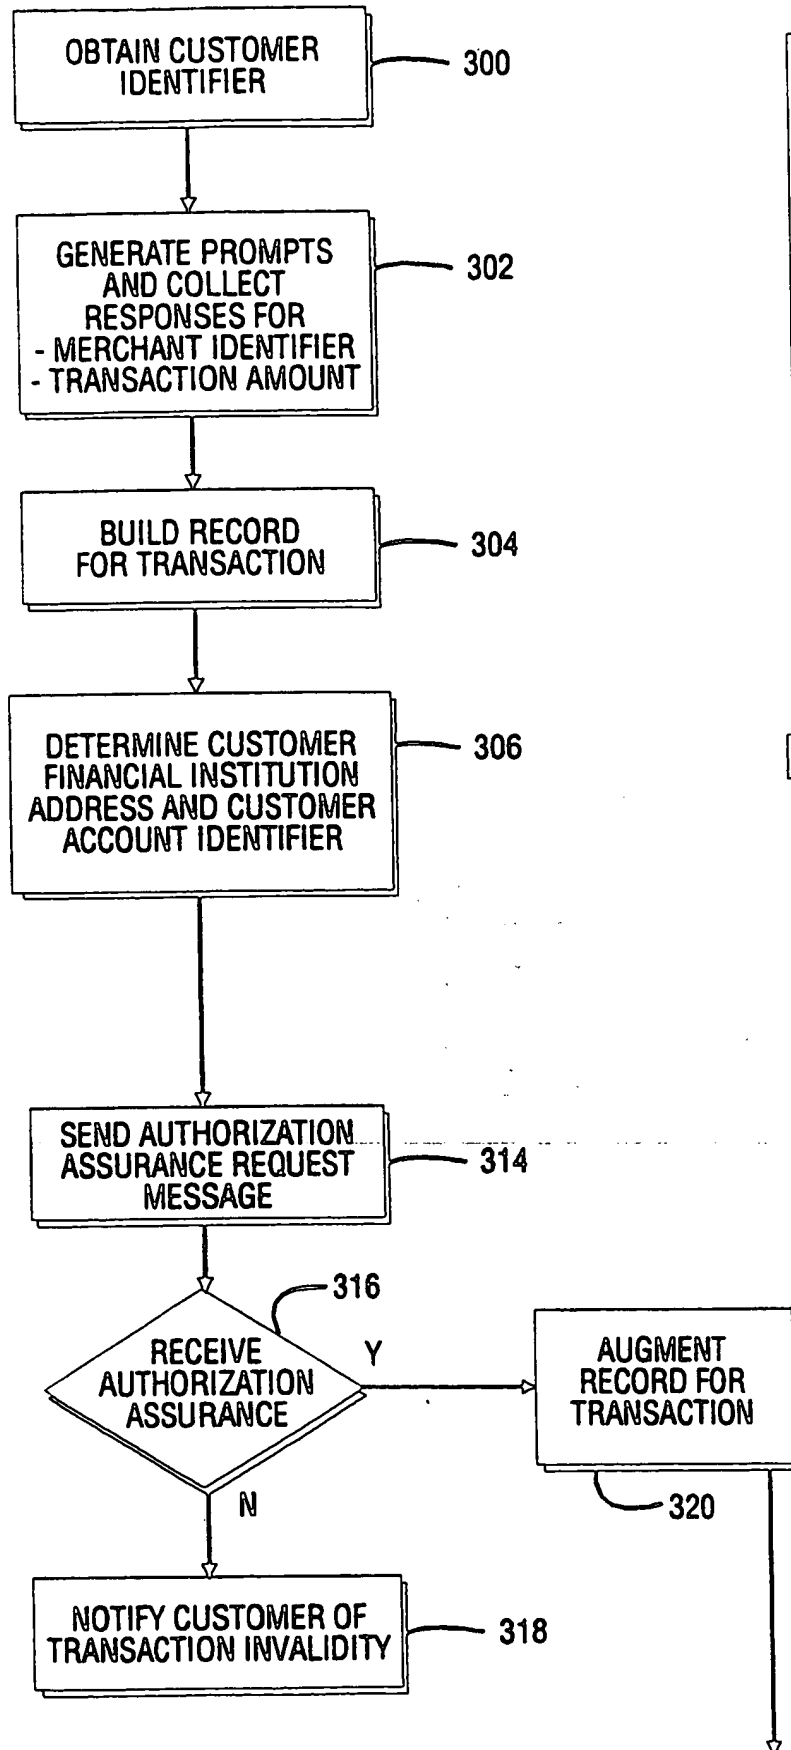 OBTAIN CUSTOMER
IDENTIFIER
300
GENERATE PROMPTS
AND COLLECT
RESPONSES FOR
- MERCHANT IDENTIFIER
- TRANSACTION AMOUNT
302
BUILD RECORD
FOR TRANSACTION
304
DETERMINE CUSTOMER
FINANCIAL INSTITUTION
ADDRESS AND CUSTOMER
ACCOUNT IDENTIFIER
306
SEND AUTHORIZATION
ASSURANCE REQUEST
MESSAGE
314
316
RECEIVE
AUTHORIZATION
ASSURANCE
Y
AUGMENT
RECORD FOR
TRANSACTION
320
N
NOTIFY CUSTOMER OF
TRANSACTION INVALIDITY
318